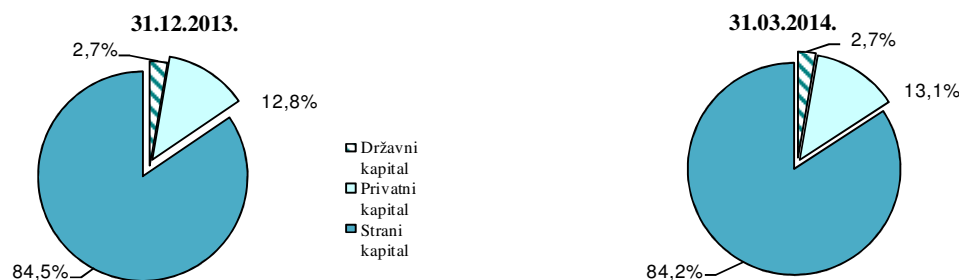 31.12.2013.
2,7%
12,8%
84,5%
Državni
kapital
Privatni
kapital
Strani
kapital
31.03.2014.
2,7%
13,1%
84,2%